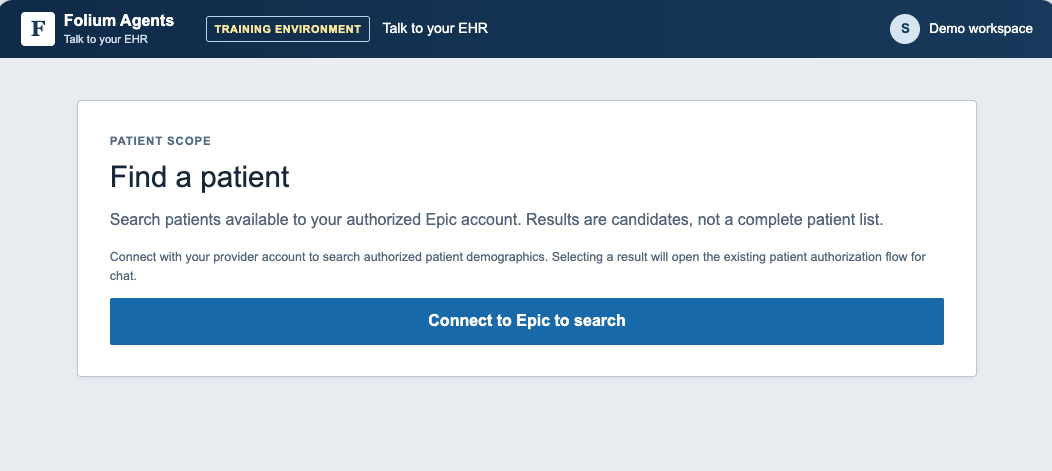 F
Folium Agents
Talk to your EHR
TRAINING ENVIRONMENT
Talk to your EHR
S
Demo workspace
PATIENT SCOPE
Find a patient
Search patients available to your authorized Epic account. Results are candidates, not a complete patient list.
Connect with your provider account to search authorized patient demographics. Selecting a result will open the existing patient authorization flow for
chat.
Connect to Epic to search